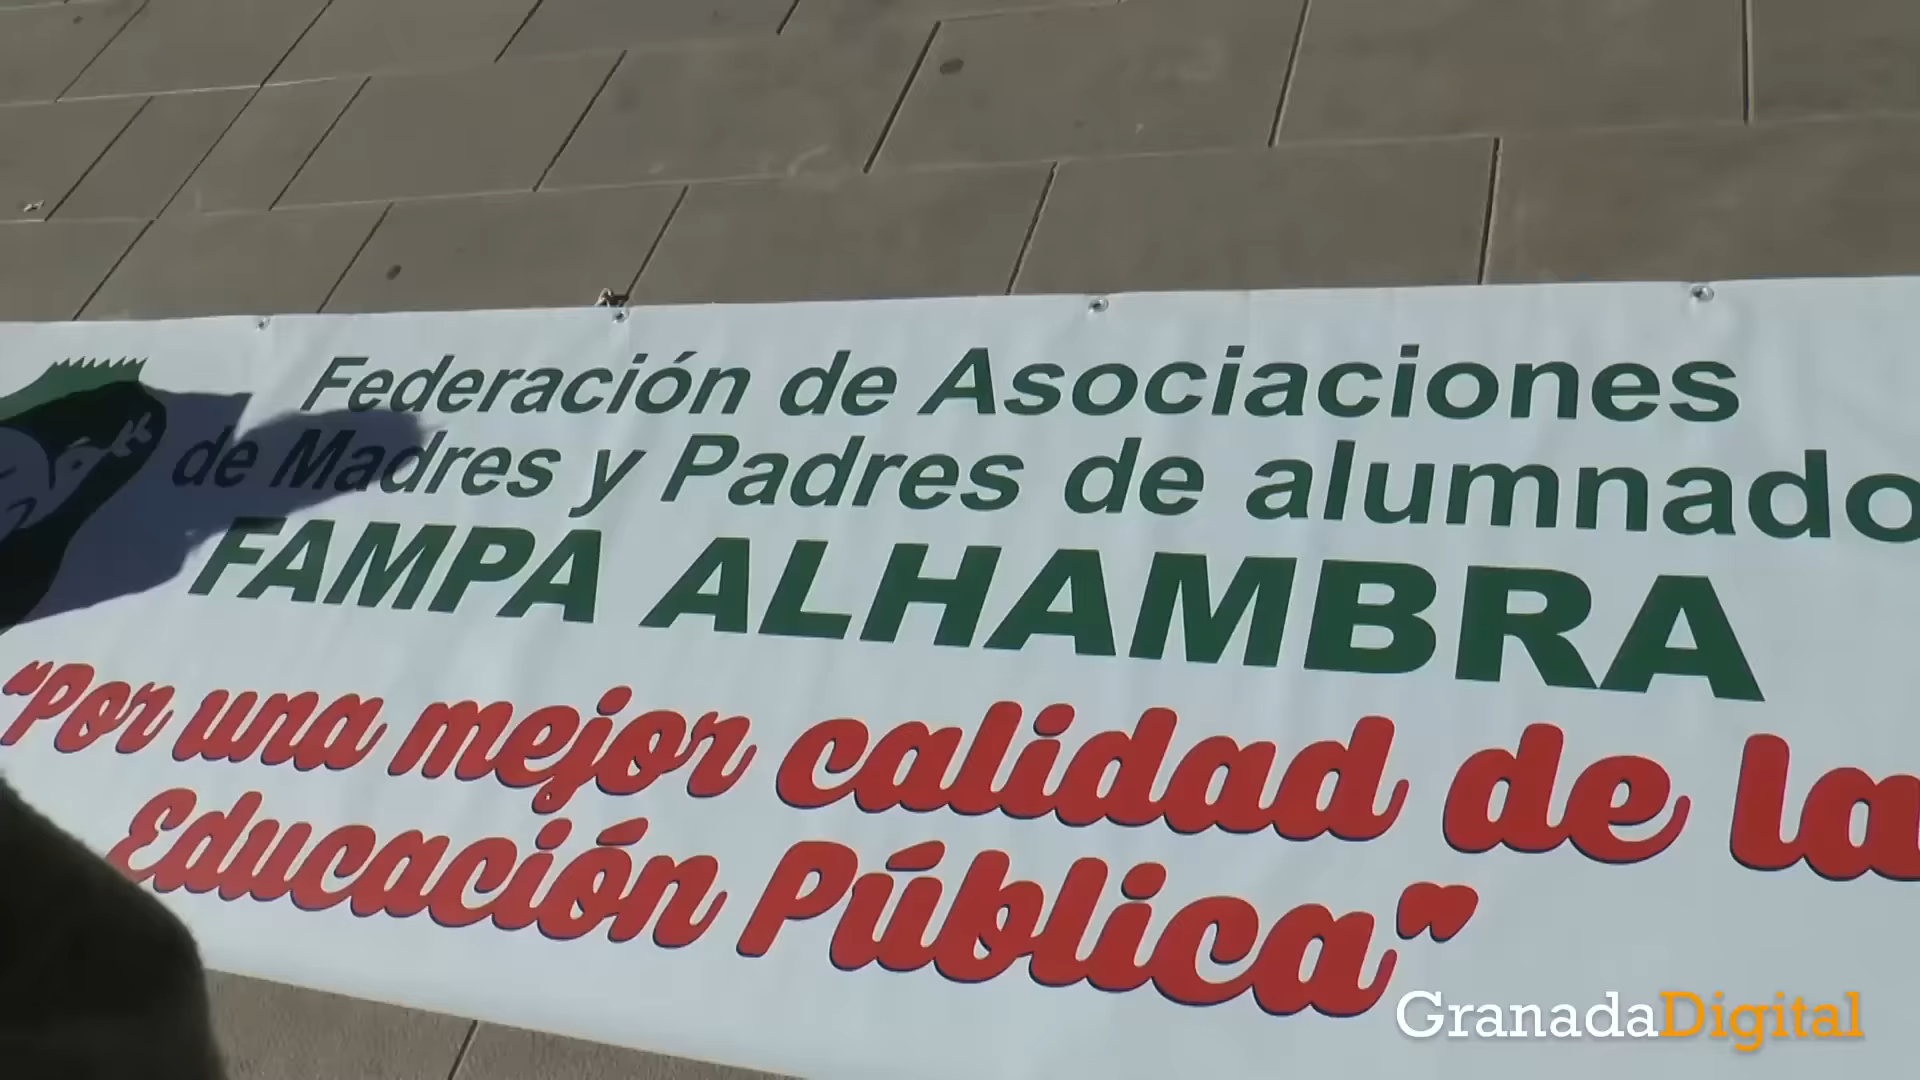 Federación de Asociaciones
de Madres y Padres de alumnado
FAMPA ALHAMBRA
"Por una mejor calidad de la
Educación Pública"
GranadaDigital